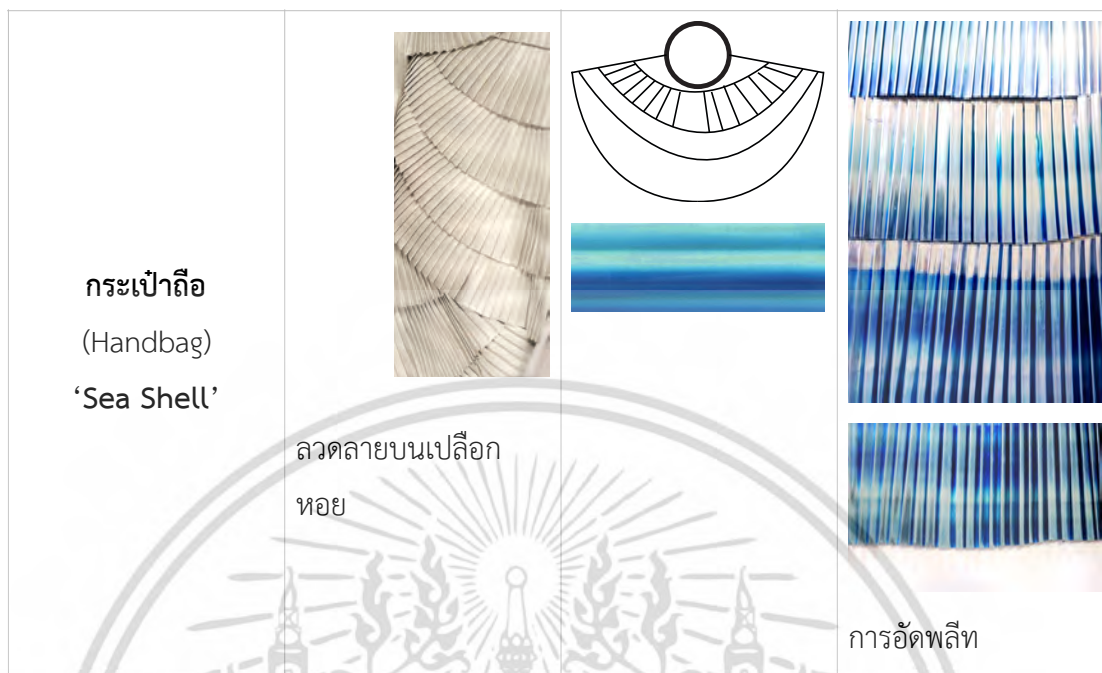 กระเป๋าถือ
(Handbag)
‘Sea Shell’
ลวดลายบนเปลือก
หอย
การอัดพลีท